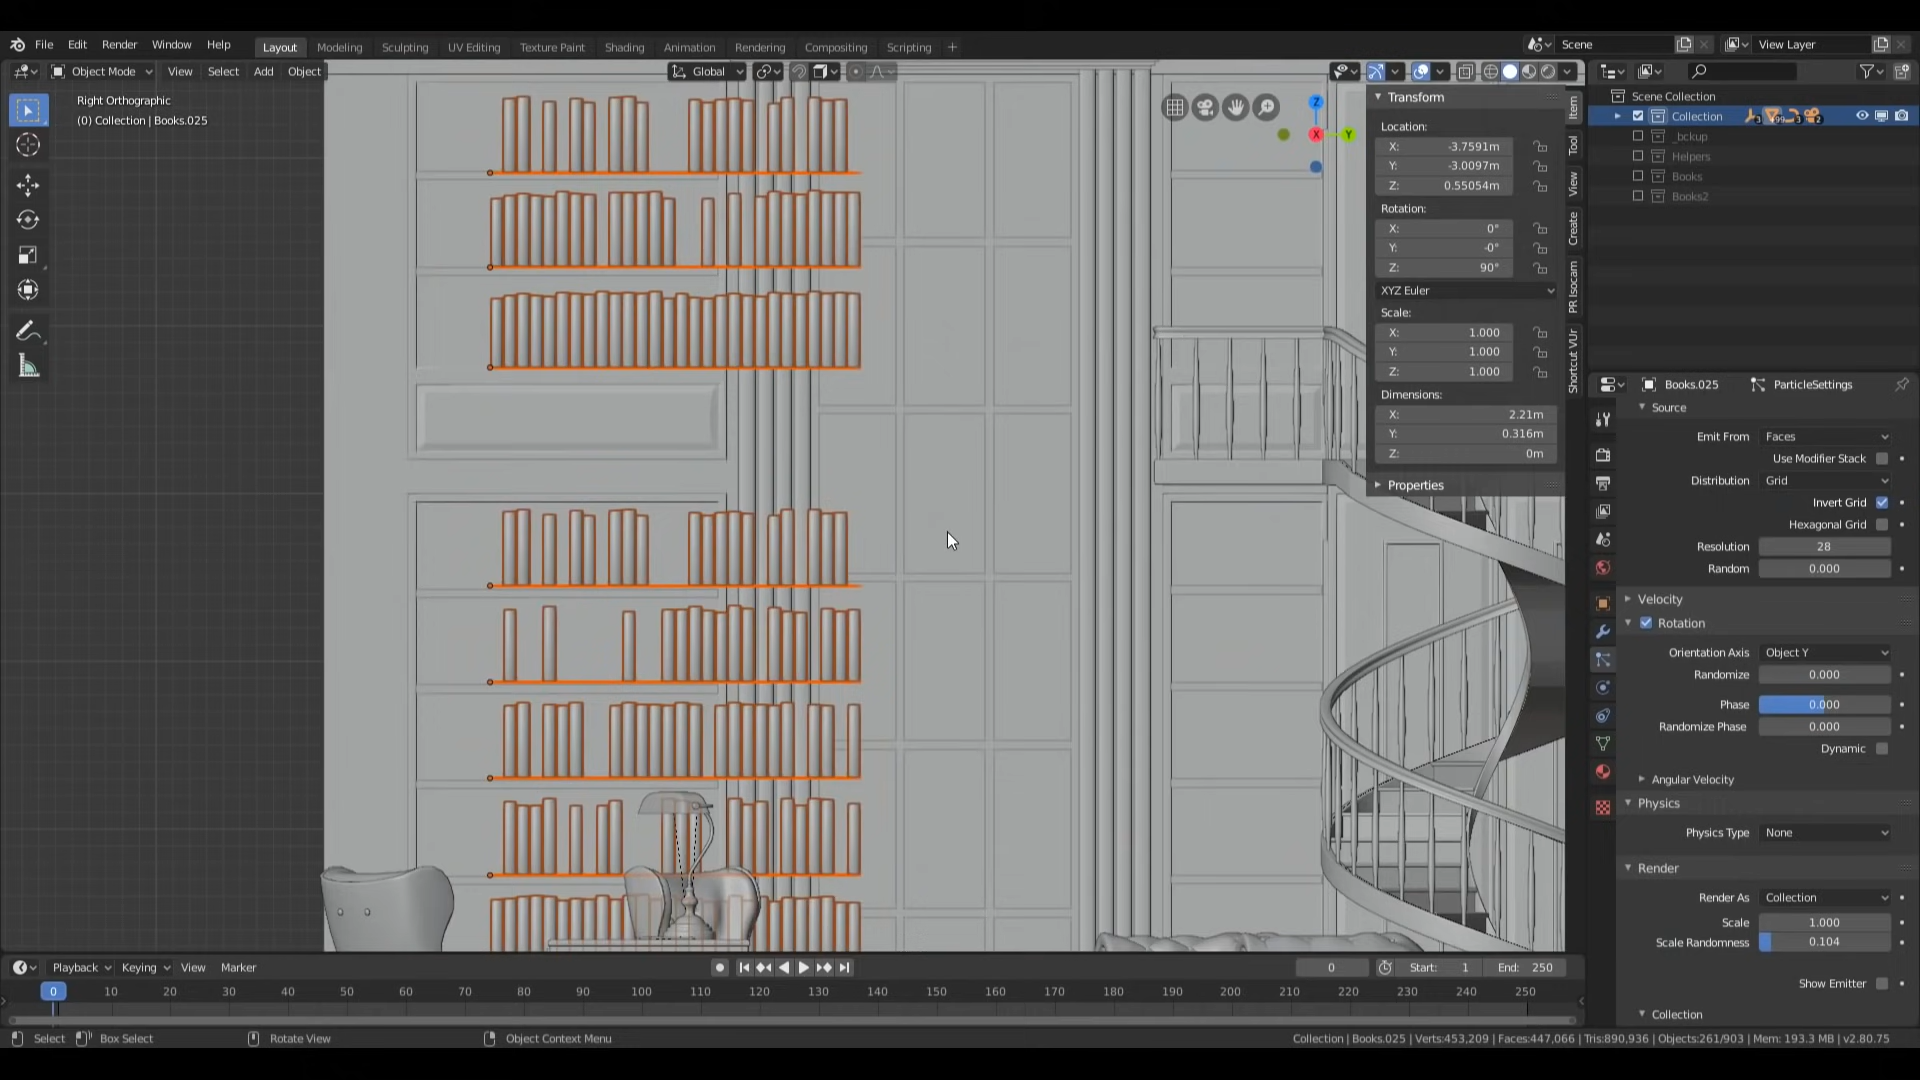 File Edit Render Window Help
Layout Modeling Sculpting UV Editing Texture Paint Shading Animation Rendering Compositing Scripting +
Scene
View Layer
Object Mode View Select Add Object
Global
Right Orthographic
(0) Collection | Books.025
Z
X
Y
Transform
Location:
X: -3.7591m
Y: -3.0097m
Z: 0.55054m
Rotation:
X: 0°
Y: -0°
Z: 90°
XYZ Euler
Scale:
X: 1.000
Y: 1.000
Z: 1.000
Dimensions:
X: 2.21m
Y: 0.316m
Z: 0m
Properties
Item
Tool
View
Create
PR Isocam
Shortcut VUr
Scene Collection
Collection
_bckup
Helpers
Books
Books2
Books.025 ParticleSettings
Source
Emit From Faces
Use Modifier Stack
Distribution Grid
Invert Grid
Hexagonal Grid
Resolution 28
Random 0.000
Velocity
Rotation
Orientation Axis Object Y
Randomize 0.000
Phase 0.000
Randomize Phase 0.000
Dynamic
Angular Velocity
Physics
Physics Type None
Render
Render As Collection
Scale 1.000
Scale Randomness 0.104
Show Emitter
Collection
Playback Keying View Marker
0
Start: 1
End: 250
0 10 20 30 40 50 60 70 80 90 100 110 120 130 140 150 160 170 180 190 200 210 220 230 240 250
Select Box Select Rotate View Object Context Menu
Collection | Books.025 | Verts:453,209 | Faces:447,066 | Tris:890,936 | Objects:261/903 | Mem: 193.3 MB | v2.80.75